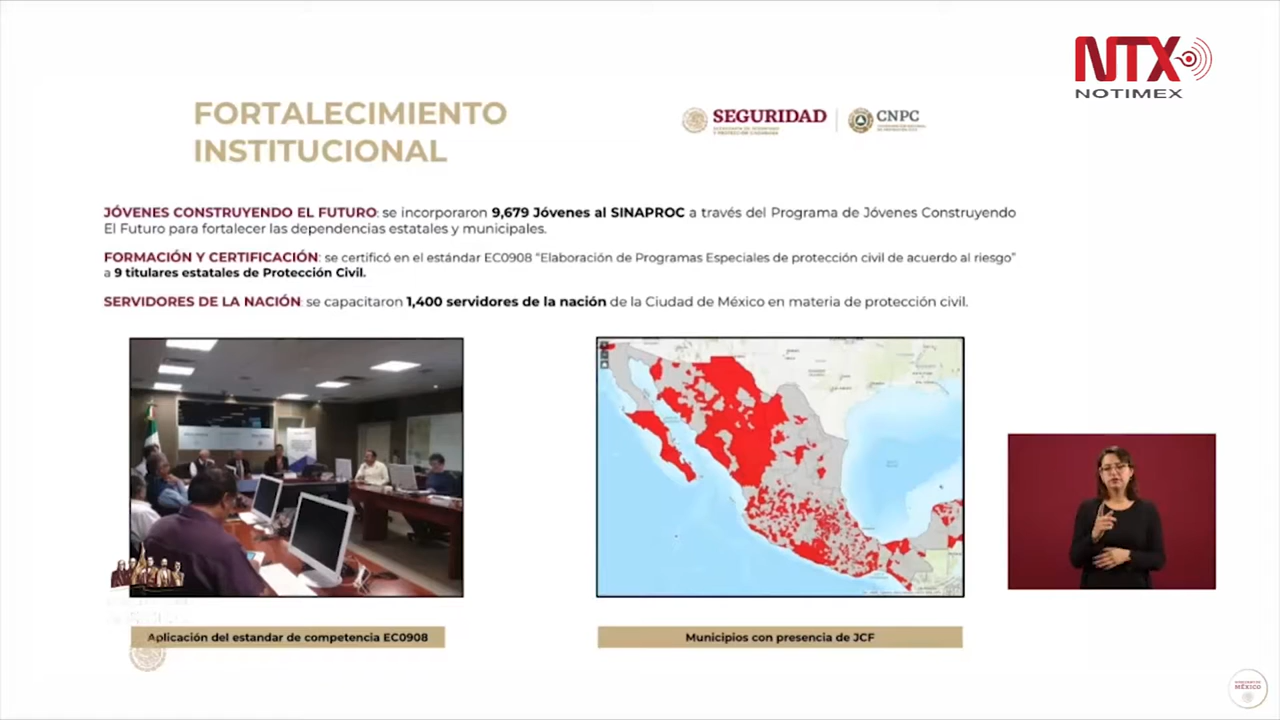 NTX
NOTIMEX
FORTALECIMIENTO
INSTITUCIONAL
SEGURIDAD
CNPC
JÓVENES CONSTRUYENDO EL FUTURO: se incorporaron 9,679 Jóvenes al SINAPROC a través del Programa de Jóvenes Construyendo
El Futuro para fortalecer las dependencias estatales y municipales.
FORMACIÓN Y CERTIFICACIÓN: se certificó en el estándar EC0908 “Elaboración de Programas Especiales de protección civil de acuerdo al riesgo”
a 9 titulares estatales de Protección Civil.
SERVIDORES DE LA NACIÓN: se capacitaron 1,400 servidores de la nación de la Ciudad de México en materia de protección civil.
Aplicación del estandar de competencia EC0908
Municipios con presencia de JCF
MÉXICO